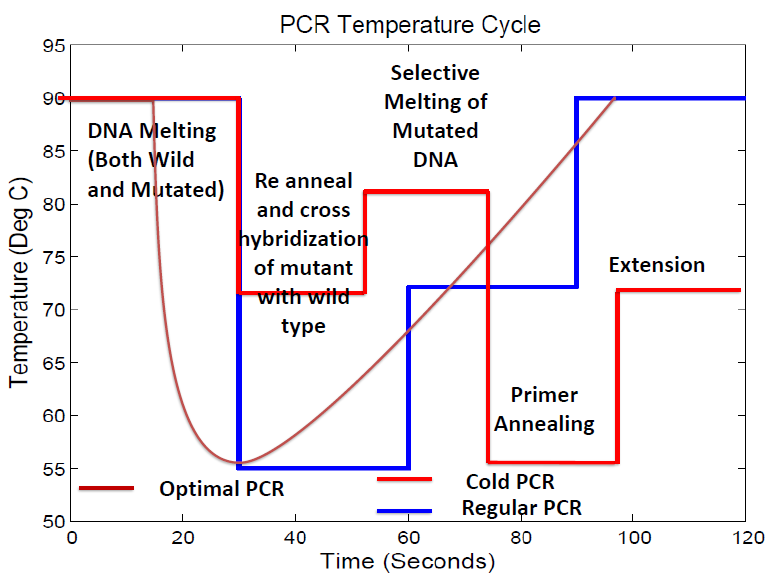 PCR Temperature Cycle
95
90
85
80
75
70
65
60
55
50
Temperature (Deg C)
DNA Melting
(Both Wild
and Mutated)
Re anneal
and cross
hybridization
of mutant
with wild
type
Selective
Melting of
Mutated
DNA
Extension
Primer
Annealing
Optimal PCR
Cold PCR
Regular PCR
0
20
40
60
80
100
120
Time (Seconds)